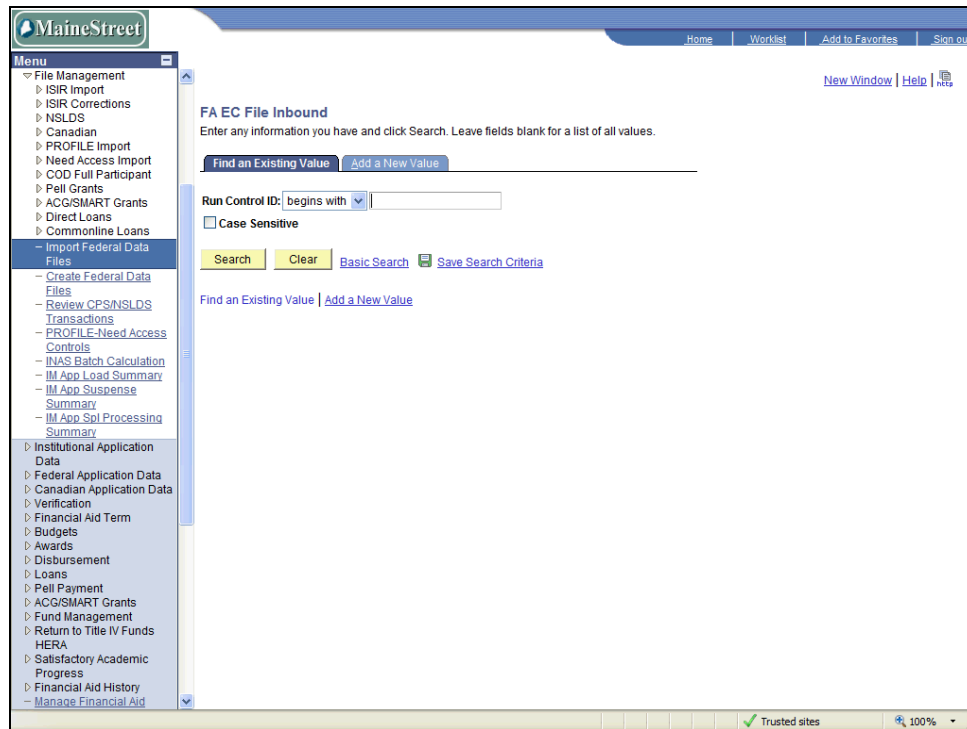 MaineStreet
Home
Worklist
Add to Favorites
Sign ou
Menu
File Management
ISIR Import
ISIR Corrections
NSLDS
Canadian
PROFILE Import
Need Access Import
COD Full Participant
Pell Grants
ACG/SMART Grants
Direct Loans
Commonline Loans
– Import Federal Data
Files
– Create Federal Data
Files
– Review CPS/NSLDS
Transactions
– PROFILE-Need Access
Controls
– INAS Batch Calculation
– IM App Load Summary
– IM App Suspense
Summary
– IM App Spl Processing
Summary
Institutional Application
Data
Federal Application Data
Canadian Application Data
Verification
Financial Aid Term
Budgets
Awards
Disbursement
Loans
Pell Payment
ACG/SMART Grants
Fund Management
Return to Title IV Funds
HERA
Satisfactory Academic
Progress
Financial Aid History
– Manage Financial Aid
New Window | Help | http
FA EC File Inbound
Enter any information you have and click Search. Leave fields blank for a list of all values.
Find an Existing Value
Add a New Value
Run Control ID: begins with
Case Sensitive
Search
Clear
Basic Search
Save Search Criteria
Find an Existing Value | Add a New Value
Trusted sites
100%